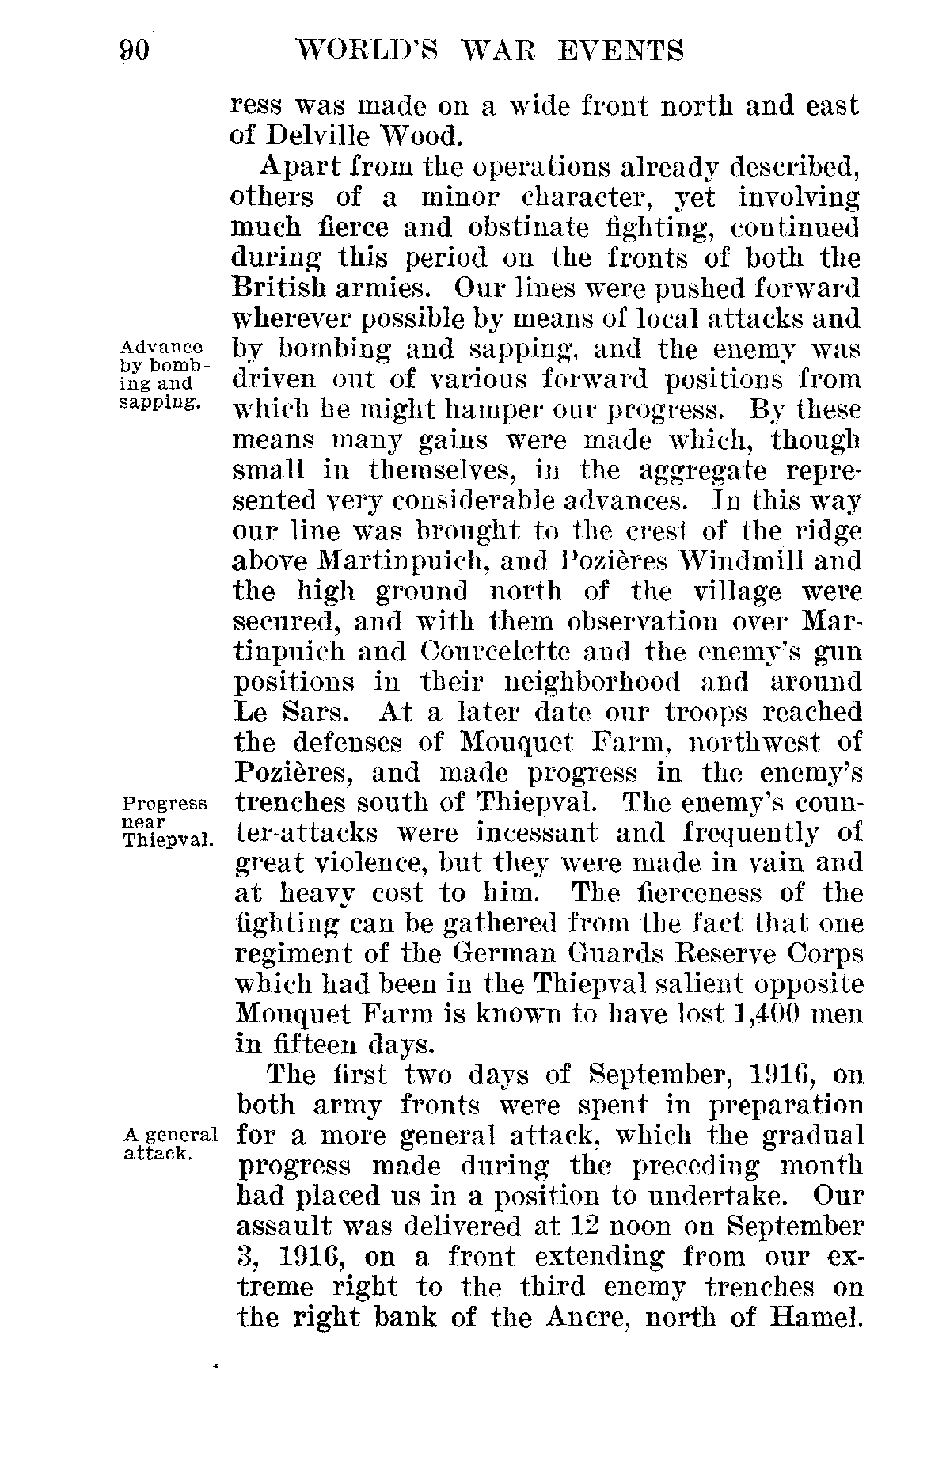 90 WORLD'S WAR EVENTS
ress was made on a wide front north and east
of Delville Wood.
Apart from the operations already described,
others of a minor character, yet involving
much fierce and obstinate fighting, continued
during this period on the fronts of both the
British armies. Our lines were pushed forward
wherever possible by means of local attacks and
Advance
by bomb-
ing and
sapping.
by bombing and sapping, and the enemy was
driven out of various forward positions from
which he might hamper our progress. By these
means many gains were made which, though
small in themselves, in the aggregate repre-
sented very considerable advances. In this way
our line was brought to the crest of the ridge
above Martinpuich, and Pozières Windmill and
the high ground north of the village were
secured, and with them observation over Mar-
tinpuich and Courcelette and the enemy's gun
positions in their neighborhood and around
Le Sars. At a later date our troops reached
the defenses of Mouquet Farm, northwest of
Pozières, and made progress in the enemy's
Progress
near
Thiepval.
trenches south of Thiepval. The enemy's coun-
ter-attacks were incessant and frequently of
great violence, but they were made in vain and
at heavy cost to him. The fierceness of the
fighting can be gathered from the fact that one
regiment of the German Guards Reserve Corps
which had been in the Thiepval salient opposite
Mouquet Farm is known to have lost 1,400 men
in fifteen days.
The first two days of September, 1916, on
both army fronts were spent in preparation
A general
attack.
for a more general attack, which the gradual
progress made during the preceding month
had placed us in a position to undertake. Our
assault was delivered at 12 noon on September
3, 1916, on a front extending from our ex-
treme right to the third enemy trenches on
the right bank of the Ancre, north of Hamel.